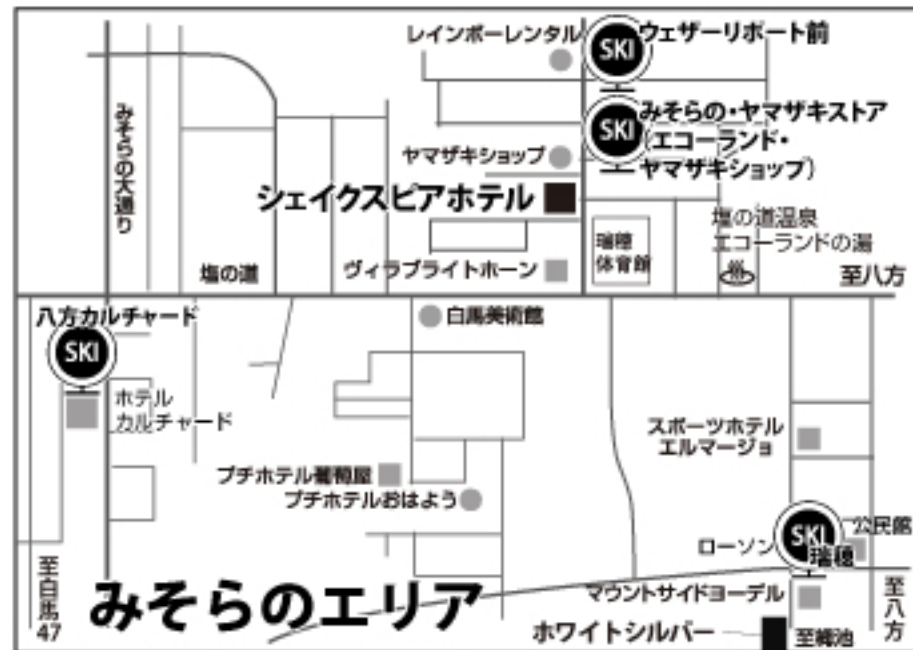 レインボーレンタル
SKI
ウェザーリポート前
みそらの大通り
SKI
みそらの・ヤマザキストア
(エコーランド・
ヤマザキショップ)
ヤマザキショップ
シェイクスピアホテル
瑞穂
体育館
塩の道温泉
エコーランドの湯
塩の道
ヴィラブライトホーン
至八方
八方カルチャード
SKI
白馬美術館
ホテル
カルチャード
スポーツホテル
エルマージョ
プチホテル葡萄屋
プチホテルおはよう
SKI
公民館
ローソン
瑞穂
至白馬47
みそらのエリア
マウントサイドヨーデル
至八方
ホワイトシルバー
至栂池